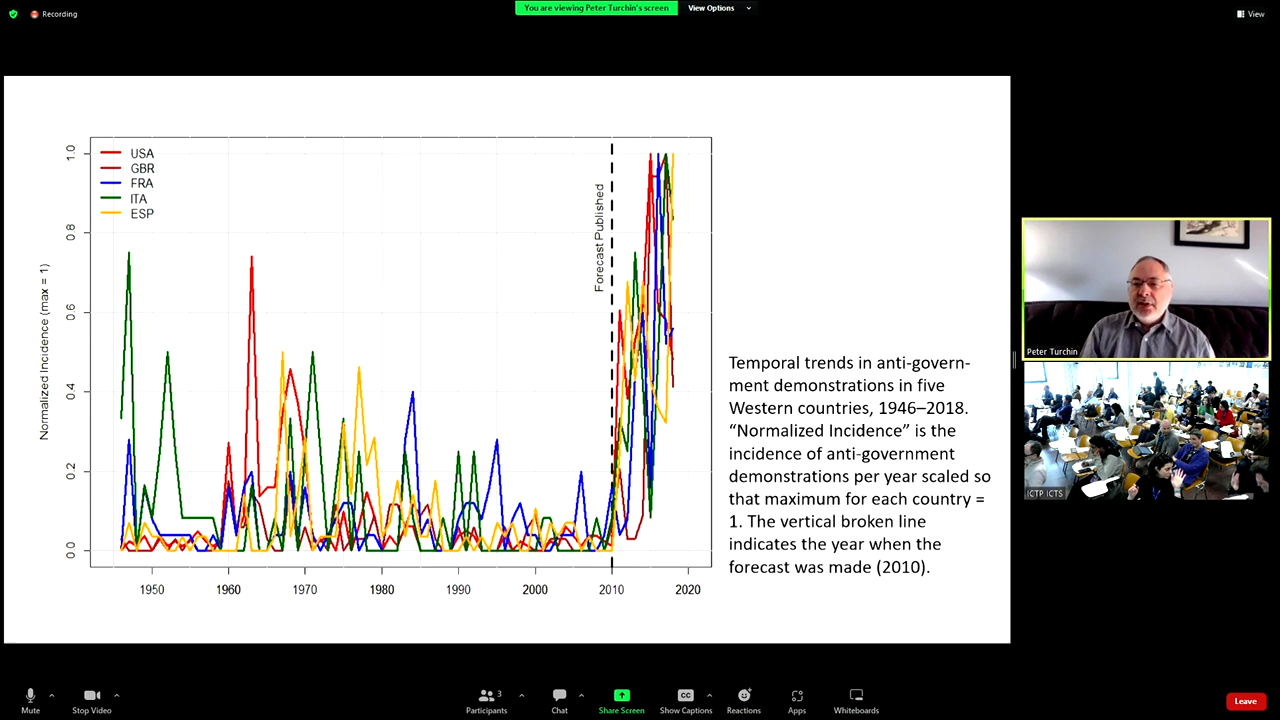 Recording
You are viewing Peter Turchin's screen
View Options
View
USA
GBR
FRA
ITA
ESP
Normalized Incidence (max = 1)
1.0
0.8
0.6
0.4
0.2
0.0
Forecast Published
1950
1960
1970
1980
1990
2000
2010
2020
Temporal trends in anti-govern-
ment demonstrations in five
Western countries, 1946–2018.
“Normalized Incidence” is the
incidence of anti-government
demonstrations per year scaled so
that maximum for each country =
1. The vertical broken line
indicates the year when the
forecast was made (2010).
Peter Turchin
ICTP ICTS
Mute
Stop Video
3
Participants
Chat
Share Screen
CC
Show Captions
Reactions
Apps
Whiteboards
Leave